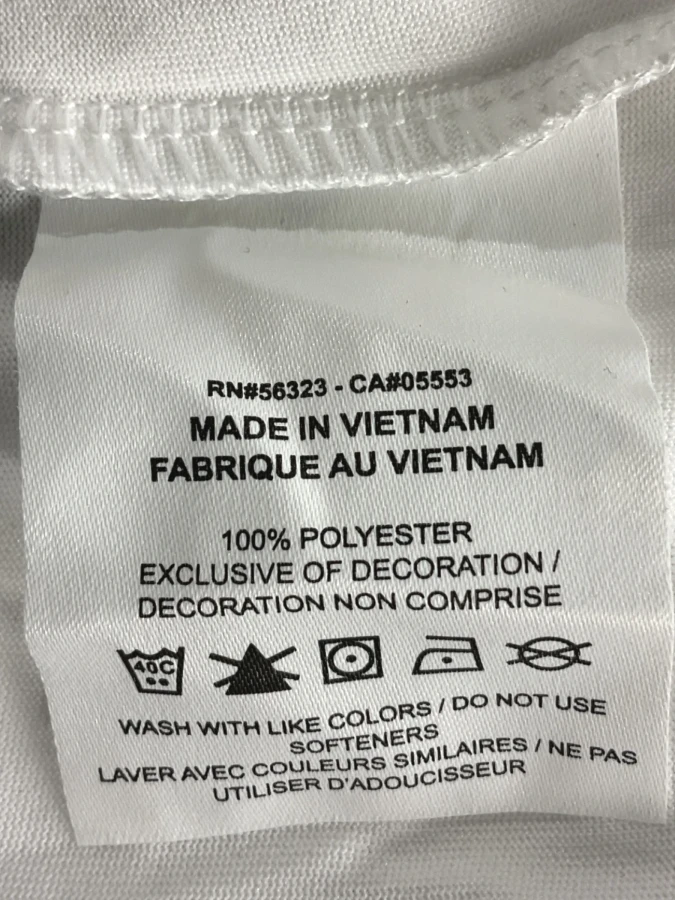 RN#56323 - CA#05553
MADE IN VIETNAM
FABRIQUE AU VIETNAM
100% POLYESTER
EXCLUSIVE OF DECORATION /
DECORATION NON COMPRISE
40C
WASH WITH LIKE COLORS / DO NOT USE
SOFTENERS
LAVER AVEC COULEURS SIMILAIRES / NE PAS
UTILISER D'ADOUCISSEUR